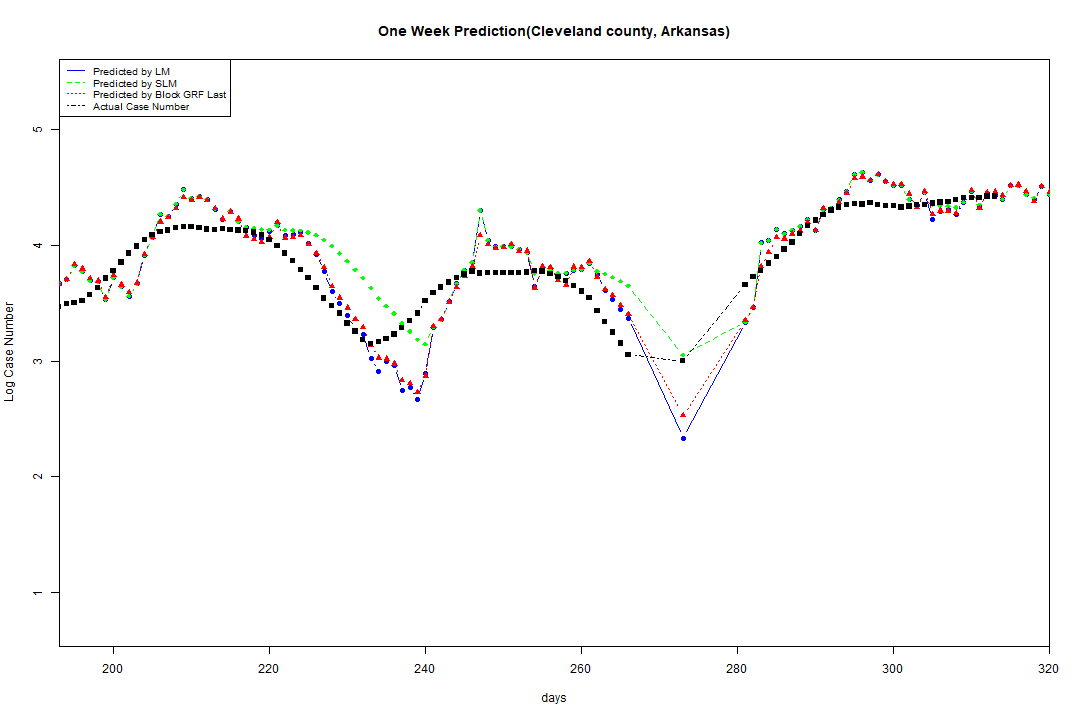 One Week Prediction(Cleveland county, Arkansas)
Predicted by LM
Predicted by SLM
Predicted by Block GRF Last
Actual Case Number
5
4
3
2
1
Log Case Number
200 220 240 260 280 300 320
days